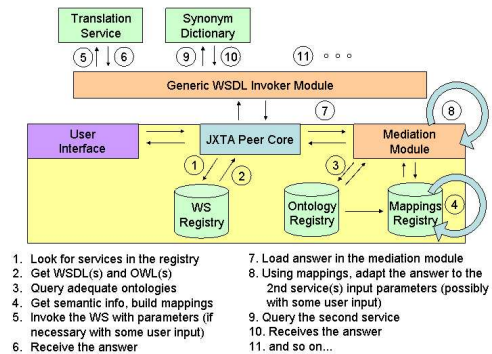 Translation
Service
Synonym
Dictionary
5
6
9
10
11
Generic WSDL Invoker Module
7
8
User
Interface
JXTA Peer Core
Mediation
Module
1
2
3
WS
Registry
Ontology
Registry
Mappings
Registry
4
1. Look for services in the registry
2. Get WSDL(s) and OWL(s)
3. Query adequate ontologies
4. Get semantic info, build mappings
5. Invoke the WS with parameters (if
necessary with some user input)
6. Receive the answer
7. Load answer in the mediation module
8. Using mappings, adapt the answer to the
2nd service(s) input parameters (possibly
with some user input)
9. Query the second service
10. Receives the answer
11. and so on...